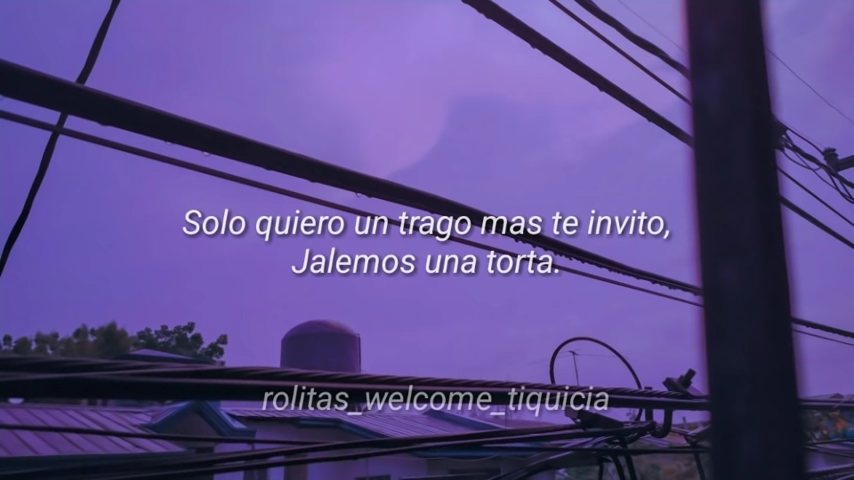 Solo quiero un trago mas te invito,
Jalemos una torta.
rolitas_welcome_tiquicia